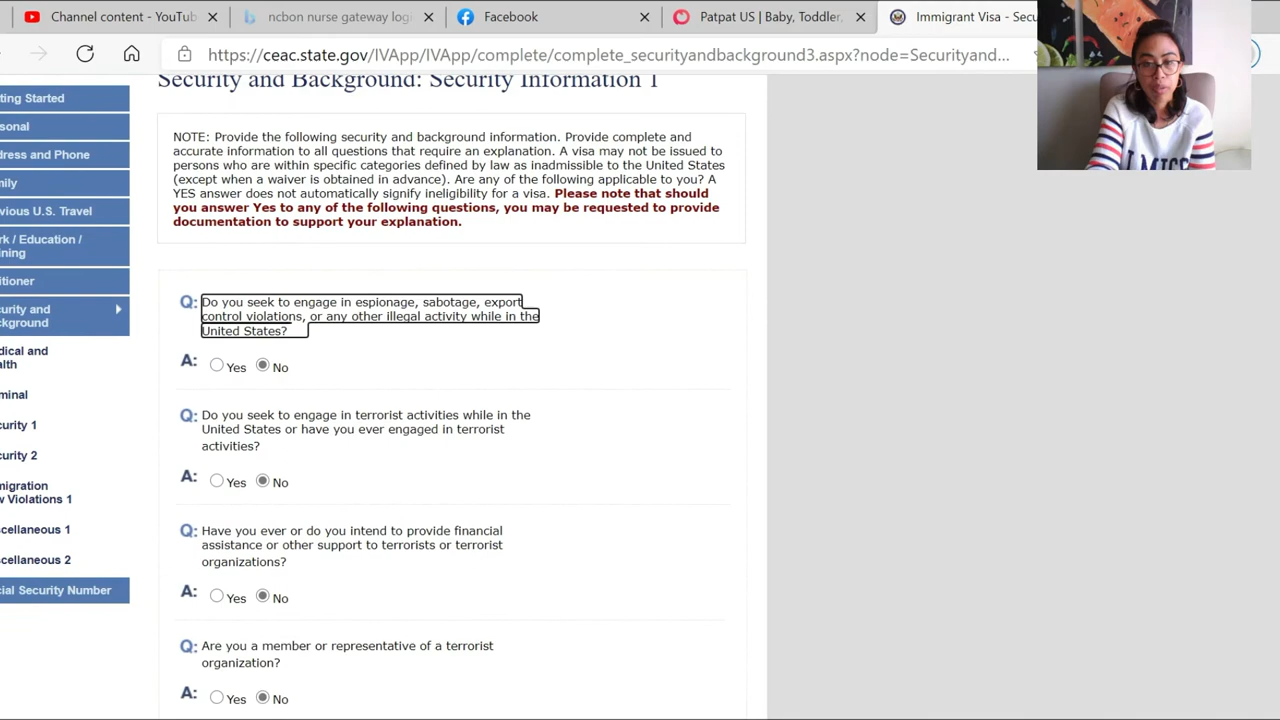 Channel content - YouTub
ncbon nurse gateway logi
Facebook
Patpat US | Baby, Toddler,
Immigrant Visa - Secu
https://ceac.state.gov/IVApp/IVApp/complete/complete_securityandbackground3.aspx?node=Securityand...
Security and Background: Security Information 1
ting Started
sonal
dress and Phone
mily
vious U.S. Travel
rk / Education /
ining
itioner
curity and
ckground
dical and
alth
minal
curity 1
curity 2
migration
w Violations 1
scellaneous 1
scellaneous 2
cial Security Number
NOTE: Provide the following security and background information. Provide complete and
accurate information to all questions that require an explanation. A visa may not be issued to
persons who are within specific categories defined by law as inadmissible to the United States
(except when a waiver is obtained in advance). Are any of the following applicable to you? A
YES answer does not automatically signify ineligibility for a visa. Please note that should
you answer Yes to any of the following questions, you may be requested to provide
documentation to support your explanation.
Q: Do you seek to engage in espionage, sabotage, export
control violations, or any other illegal activity while in the
United States?
A: Yes No
Q: Do you seek to engage in terrorist activities while in the
United States or have you ever engaged in terrorist
activities?
A: Yes No
Q: Have you ever or do you intend to provide financial
assistance or other support to terrorists or terrorist
organizations?
A: Yes No
Q: Are you a member or representative of a terrorist
organization?
A: Yes No